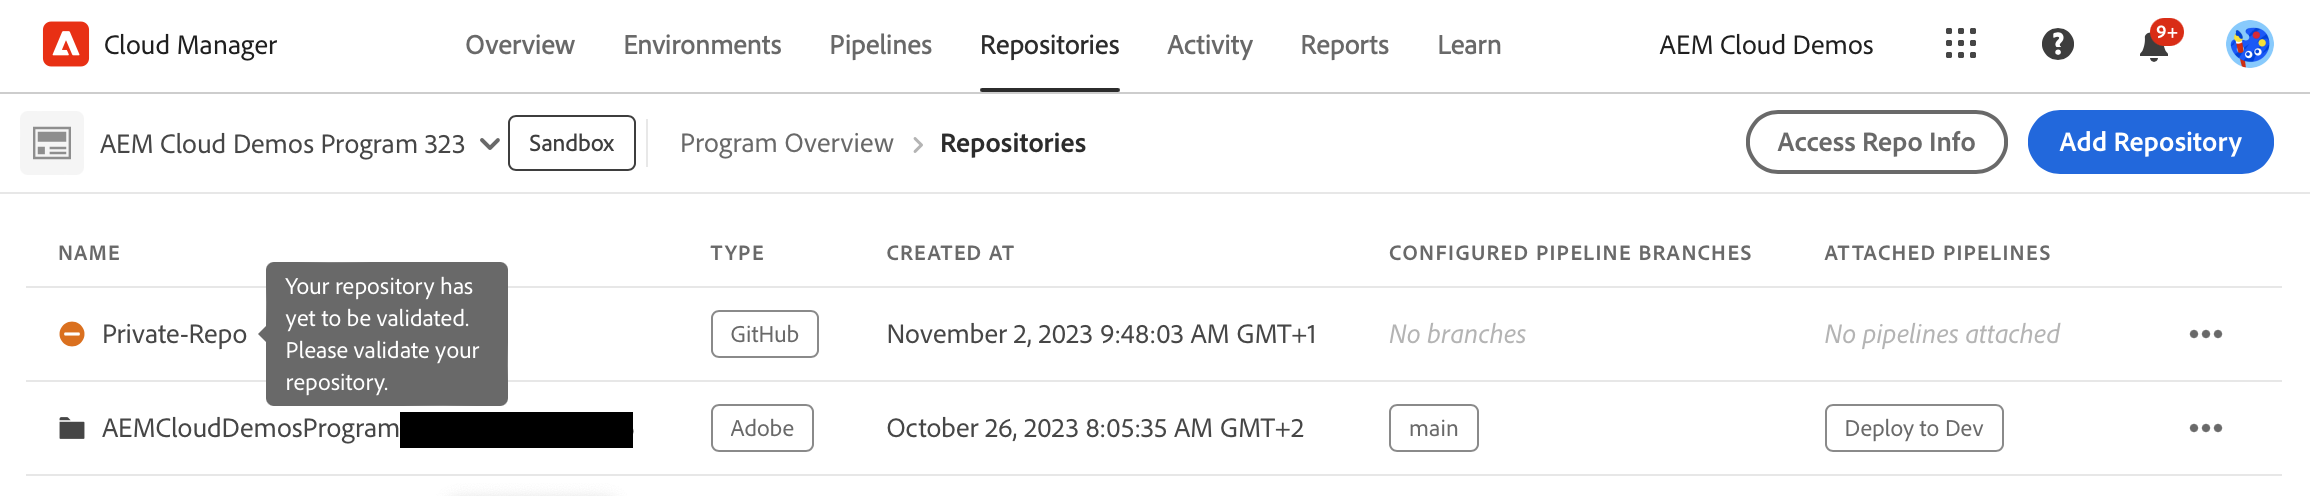 Cloud Manager Overview Environments Pipelines Repositories Activity Reports Learn AEM Cloud Demos 9+
AEM Cloud Demos Program 323 Sandbox Program Overview Repositories Access Repo Info Add Repository
NAME TYPE CREATED AT CONFIGURED PIPELINE BRANCHES ATTACHED PIPELINES
Your repository has
yet to be validated.
Please validate your
repository.
Private-Repo GitHub November 2, 2023 9:48:03 AM GMT+1 No branches No pipelines attached
AEMCloudDemosProgram Adobe October 26, 2023 8:05:35 AM GMT+2 main Deploy to Dev